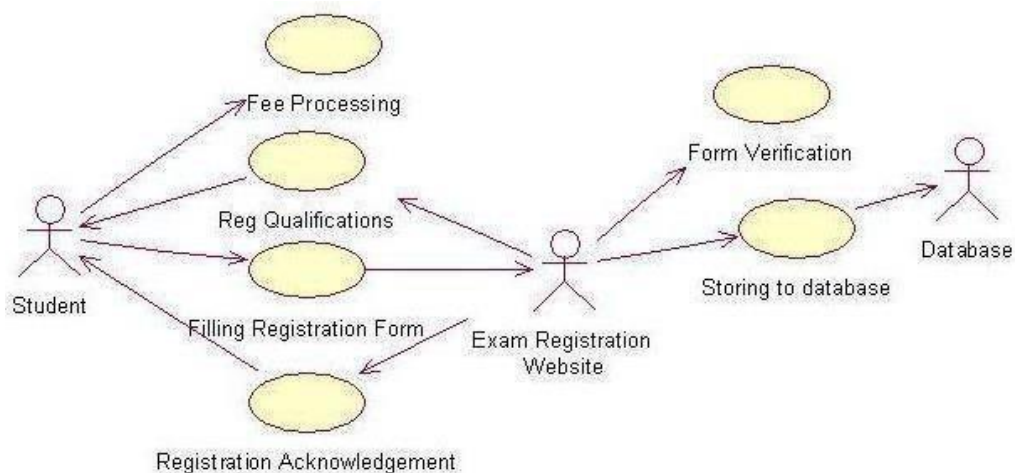 Fee Processing
Form Verification
Reg Qualifications
Database
Storing to database
Student
Filling Registration Form
Exam Registration
Website
Registration Acknowledgement